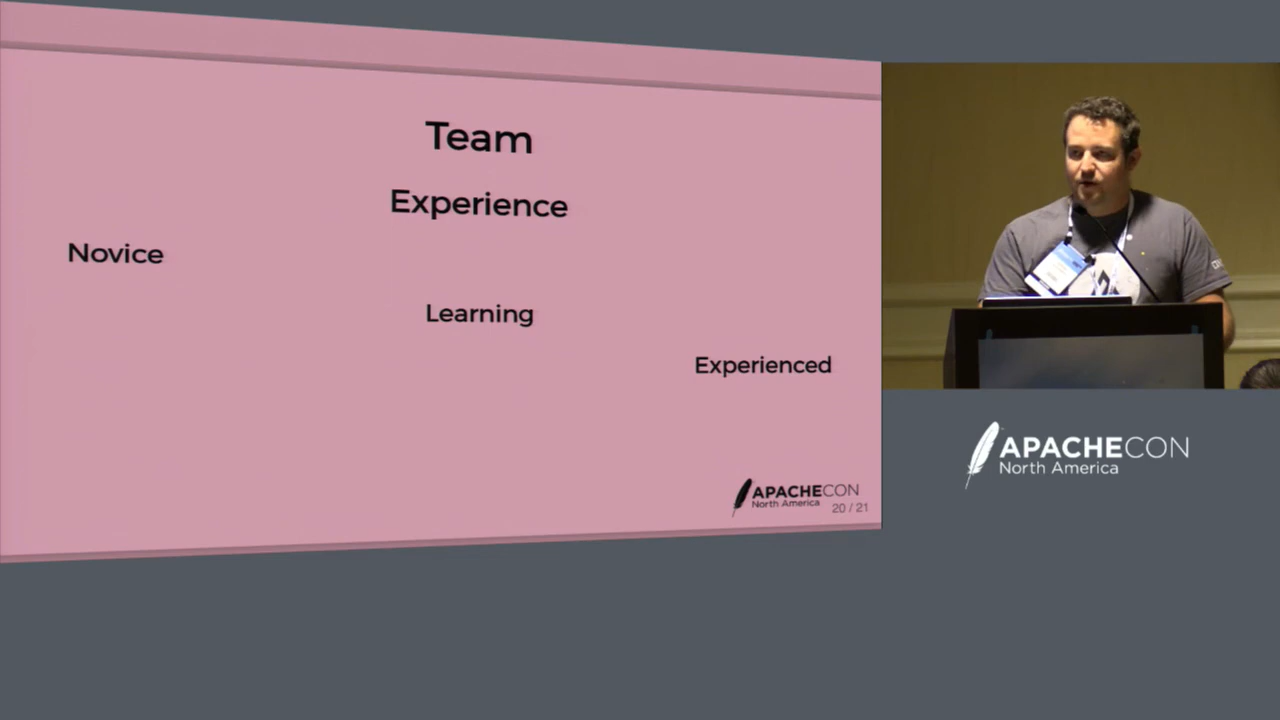 Team
Experience
Novice
Learning
Experienced
APACHECON
North America
20 / 21
APACHECON
North America